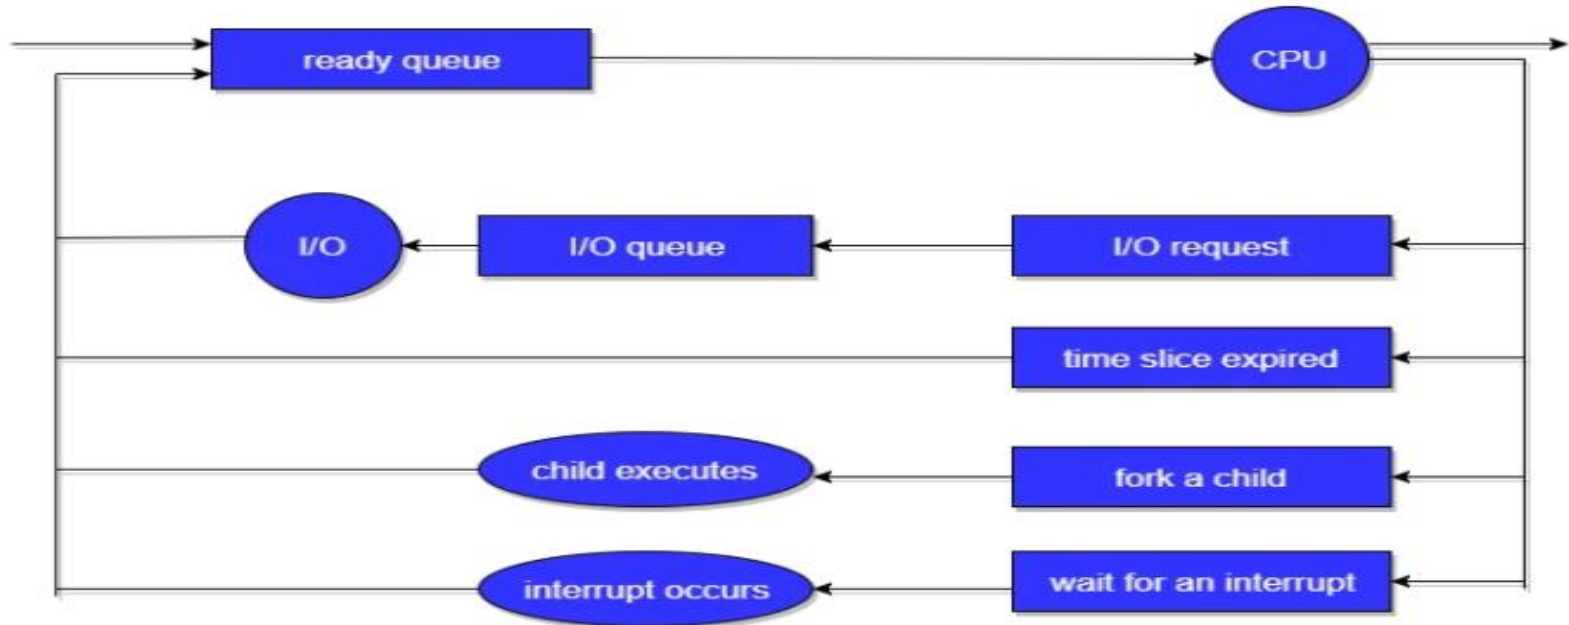 ready queue
CPU
I/O
I/O queue
I/O request
time slice expired
child executes
fork a child
interrupt occurs
wait for an interrupt